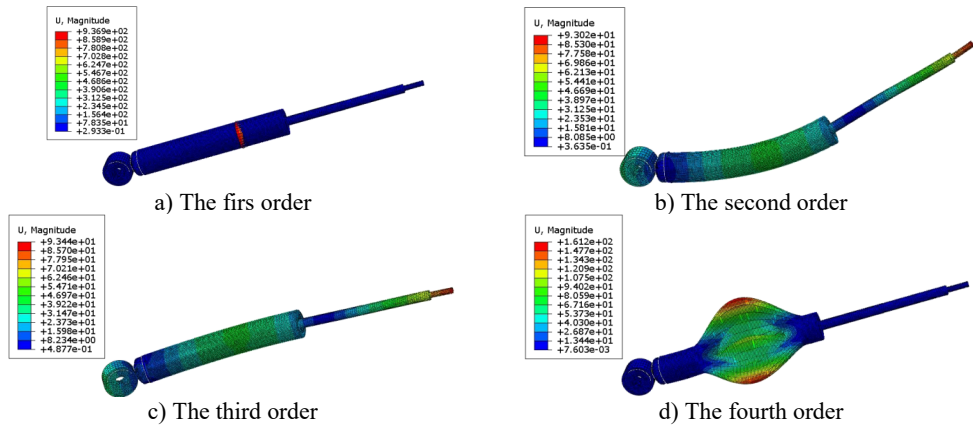 U, Magnitude
+9.369e+02
+8.589e+02
+7.808e+02
+7.028e+02
+6.247e+02
+5.467e+02
+4.686e+02
+3.906e+02
+3.125e+02
+2.345e+02
+1.564e+02
+7.835e+01
+2.933e-01
a) The firs order
U, Magnitude
+9.302e+01
+8.530e+01
+7.758e+01
+6.986e+01
+6.213e+01
+5.441e+01
+4.669e+01
+3.897e+01
+3.125e+01
+2.353e+01
+1.581e+01
+8.085e+00
+3.635e-01
b) The second order
U, Magnitude
+9.344e+01
+8.570e+01
+7.795e+01
+7.021e+01
+6.246e+01
+5.471e+01
+4.697e+01
+3.922e+01
+3.147e+01
+2.373e+01
+1.598e+01
+8.234e+00
+4.877e-01
c) The third order
U, Magnitude
+1.612e+02
+1.477e+02
+1.343e+02
+1.209e+02
+1.075e+02
+9.402e+01
+8.059e+01
+6.716e+01
+5.373e+01
+4.030e+01
+2.687e+01
+1.344e+01
+7.603e-03
d) The fourth order